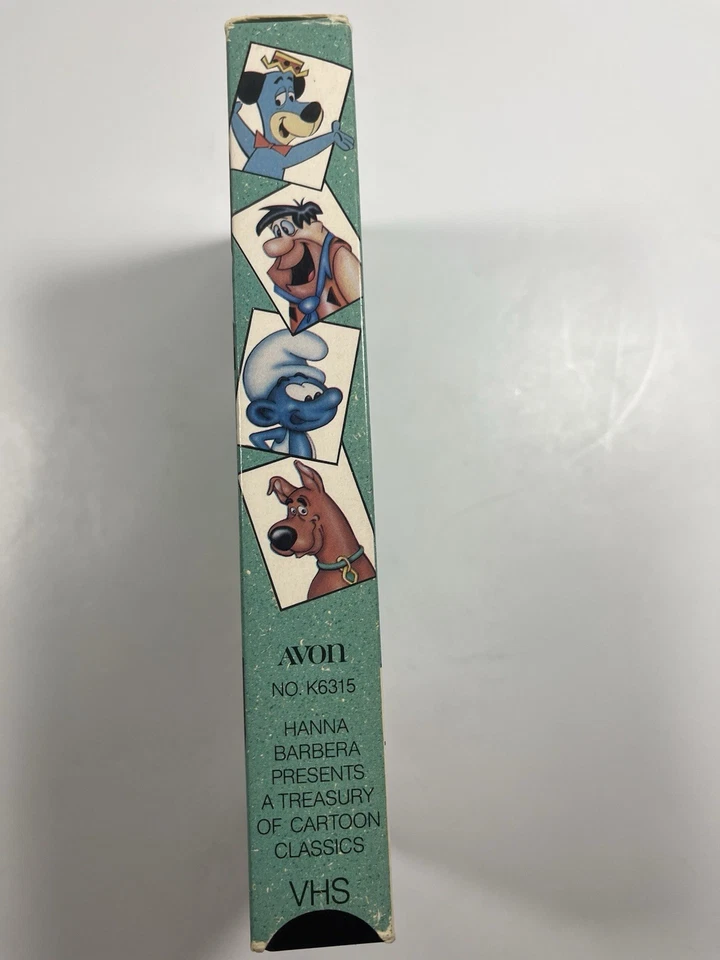 AVON
NO. K6315
HANNA
BARBERA
PRESENTS
A TREASURY
OF CARTOON
CLASSICS
VHS